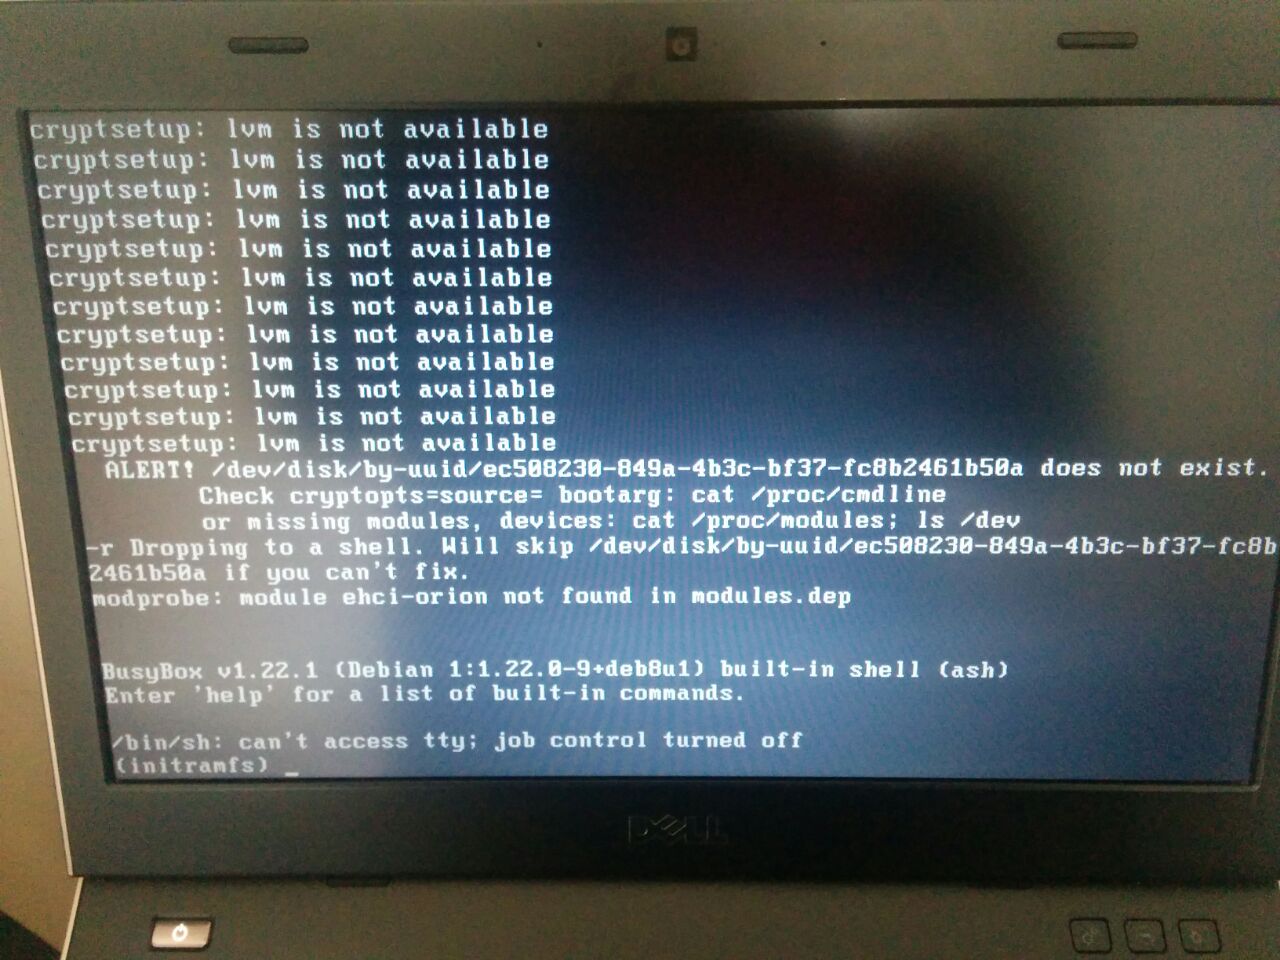 cryptsetup: lvm is not available
cryptsetup: lvm is not available
cryptsetup: lvm is not available
cryptsetup: lvm is not available
cryptsetup: lvm is not available
cryptsetup: lvm is not available
cryptsetup: lvm is not available
cryptsetup: lvm is not available
cryptsetup: lvm is not available
cryptsetup: lvm is not available
cryptsetup: lvm is not available
cryptsetup: lvm is not available
ALERT! /dev/disk/by-uuid/ec508230-849a-4b3c-bf37-fc8b2461b50a does not exist.
Check cryptopts=source= bootarg: cat /proc/cmdline
or missing modules, devices: cat /proc/modules; ls /dev
-r Dropping to a shell. Will skip /dev/disk/by-uuid/ec508230-849a-4b3c-bf37-fc8b
2461b50a if you can't fix.
modprobe: module ehci-orion not found in modules.dep
BusyBox v1.22.1 (Debian 1:1.22.0-9+deb8u1) built-in shell (ash)
Enter 'help' for a list of built-in commands.
/bin/sh: can't access tty; job control turned off
(initramfs) _
DELL